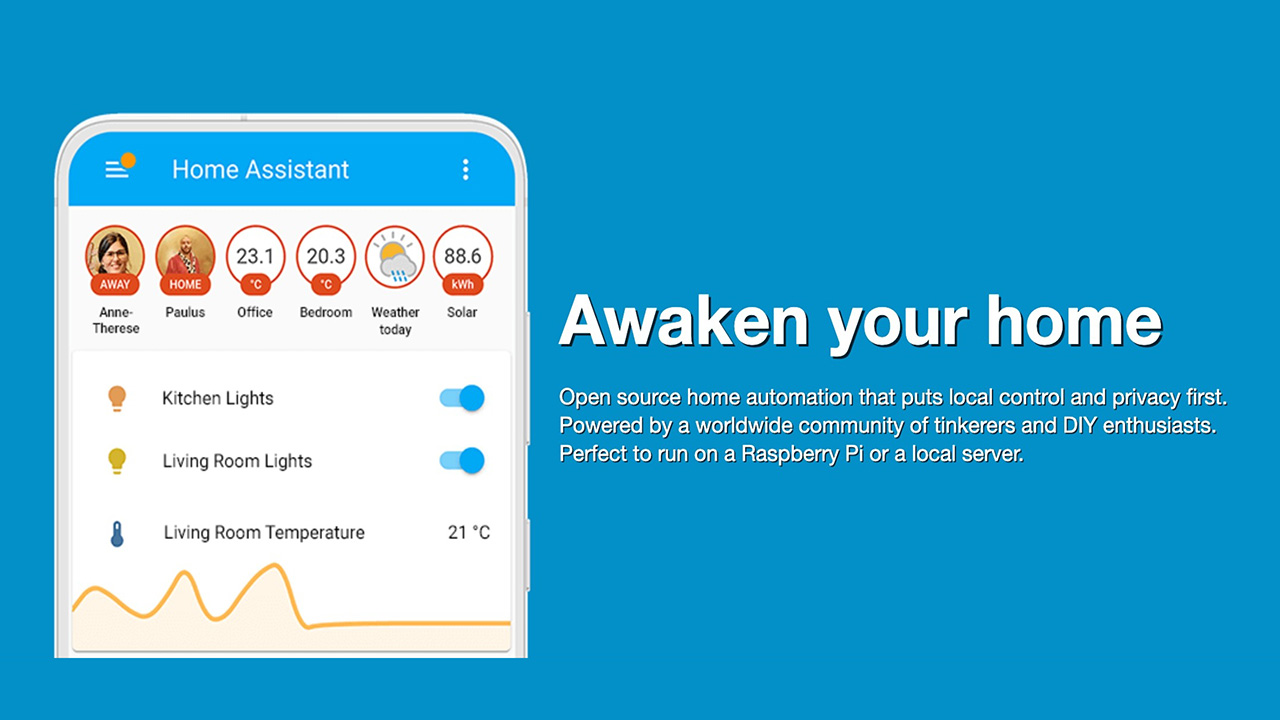 Home Assistant
23.1
20.3
88.6
AWAY
HOME
°C
°C
kWh
Anne-
Therese
Paulus
Office
Bedroom
Weather
today
Solar
Kitchen Lights
Living Room Lights
Living Room Temperature 21 °C
Awaken your home
Open source home automation that puts local control and privacy first.
Powered by a worldwide community of tinkerers and DIY enthusiasts.
Perfect to run on a Raspberry Pi or a local server.